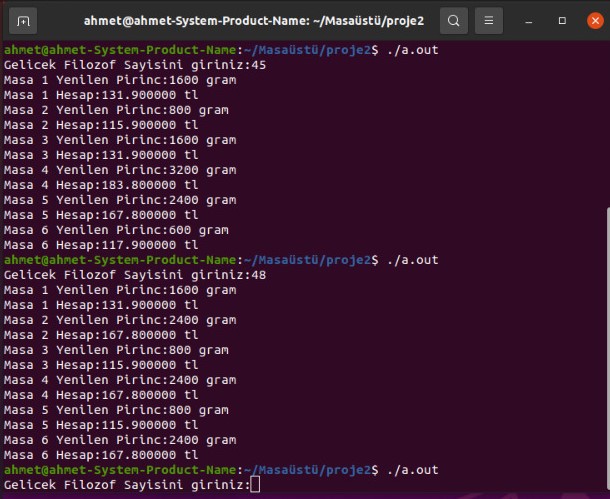 ahmet@ahmet-System-Product-Name: ~/Masaüstü/proje2
ahmet@ahmet-System-Product-Name:~/Masaüstü/proje2$ ./a.out
Gelicek Filozof Sayisini giriniz:45
Masa 1 Yenilen Pirinc:1600 gram
Masa 1 Hesap:131.900000 tl
Masa 2 Yenilen Pirinc:800 gram
Masa 2 Hesap:115.900000 tl
Masa 3 Yenilen Pirinc:1600 gram
Masa 3 Hesap:131.900000 tl
Masa 4 Yenilen Pirinc:3200 gram
Masa 4 Hesap:183.800000 tl
Masa 5 Yenilen Pirinc:2400 gram
Masa 5 Hesap:167.800000 tl
Masa 6 Yenilen Pirinc:600 gram
Masa 6 Hesap:117.900000 tl
ahmet@ahmet-System-Product-Name:~/Masaüstü/proje2$ ./a.out
Gelicek Filozof Sayisini giriniz:48
Masa 1 Yenilen Pirinc:1600 gram
Masa 1 Hesap:131.900000 tl
Masa 2 Yenilen Pirinc:2400 gram
Masa 2 Hesap:167.800000 tl
Masa 3 Yenilen Pirinc:800 gram
Masa 3 Hesap:115.900000 tl
Masa 4 Yenilen Pirinc:2400 gram
Masa 4 Hesap:167.800000 tl
Masa 5 Yenilen Pirinc:800 gram
Masa 5 Hesap:115.900000 tl
Masa 6 Yenilen Pirinc:2400 gram
Masa 6 Hesap:167.800000 tl
ahmet@ahmet-System-Product-Name:~/Masaüstü/proje2$ ./a.out
Gelicek Filozof Sayisini giriniz: